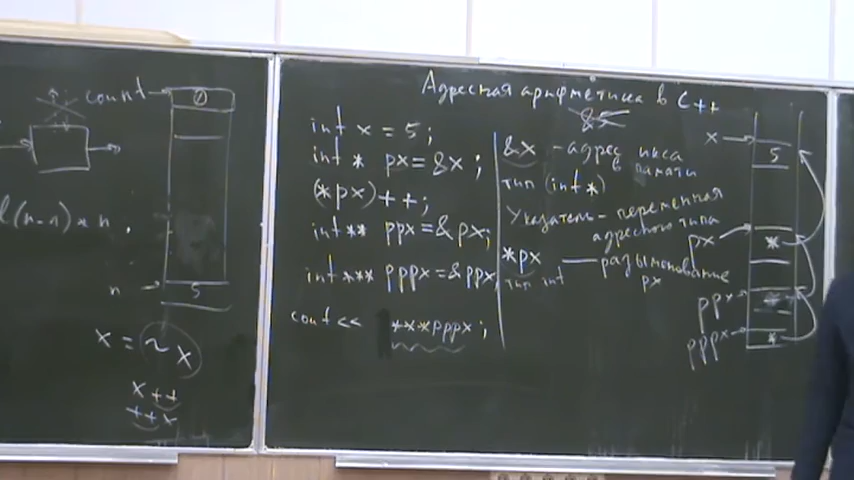 count
0
(n-1) * n
n
5
x = ~x
x++
++x
Адресная арифметика в C++
int x = 5;
int * px = &x;
(*px)++;
int ** ppx = &px;
int *** pppx = &ppx
cout << ***pppx;
&x
&x - адрес икса
в памяти
тип (int *)
Указатель - переменная
адресного типа
*px — разыменование
px
тип int
x
5
px
*
ppx
*
pppx
*